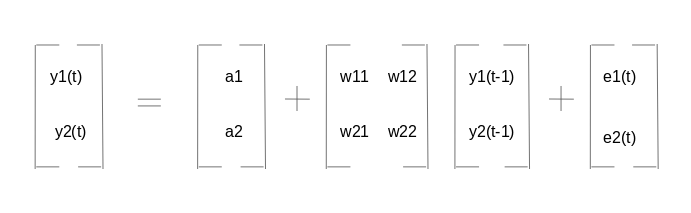 y1(t) = a1 + w11 w12 y1(t-1) + e1(t)
y2(t) a2 w21 w22 y2(t-1) e2(t)